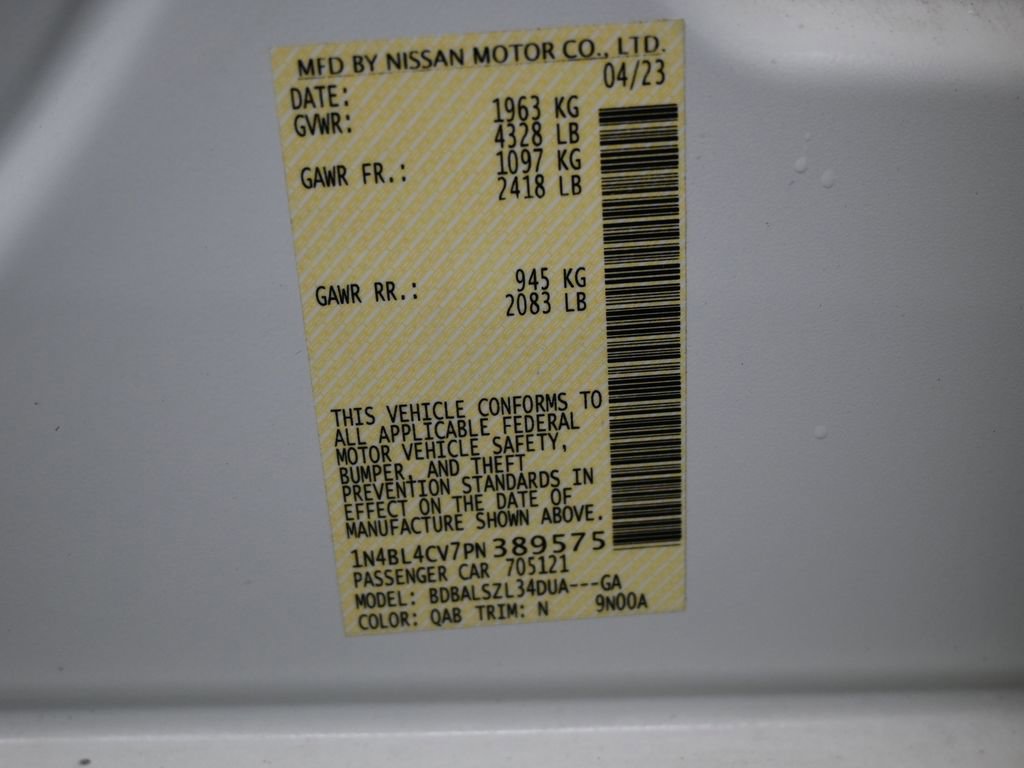 MFD BY NISSAN MOTOR CO., LTD.
DATE: 04/23
GVWR: 1963 KG
4328 LB
GAWR FR.: 1097 KG
2418 LB
GAWR RR.: 945 KG
2083 LB
THIS VEHICLE CONFORMS TO
ALL APPLICABLE FEDERAL
MOTOR VEHICLE SAFETY,
BUMPER, AND THEFT
PREVENTION STANDARDS IN
EFFECT ON THE DATE OF
MANUFACTURE SHOWN ABOVE.
1N4BL4CV7PN389575
PASSENGER CAR 705121
MODEL: BDBALSZL34DUA---GA
COLOR: QAB TRIM: N 9N00A